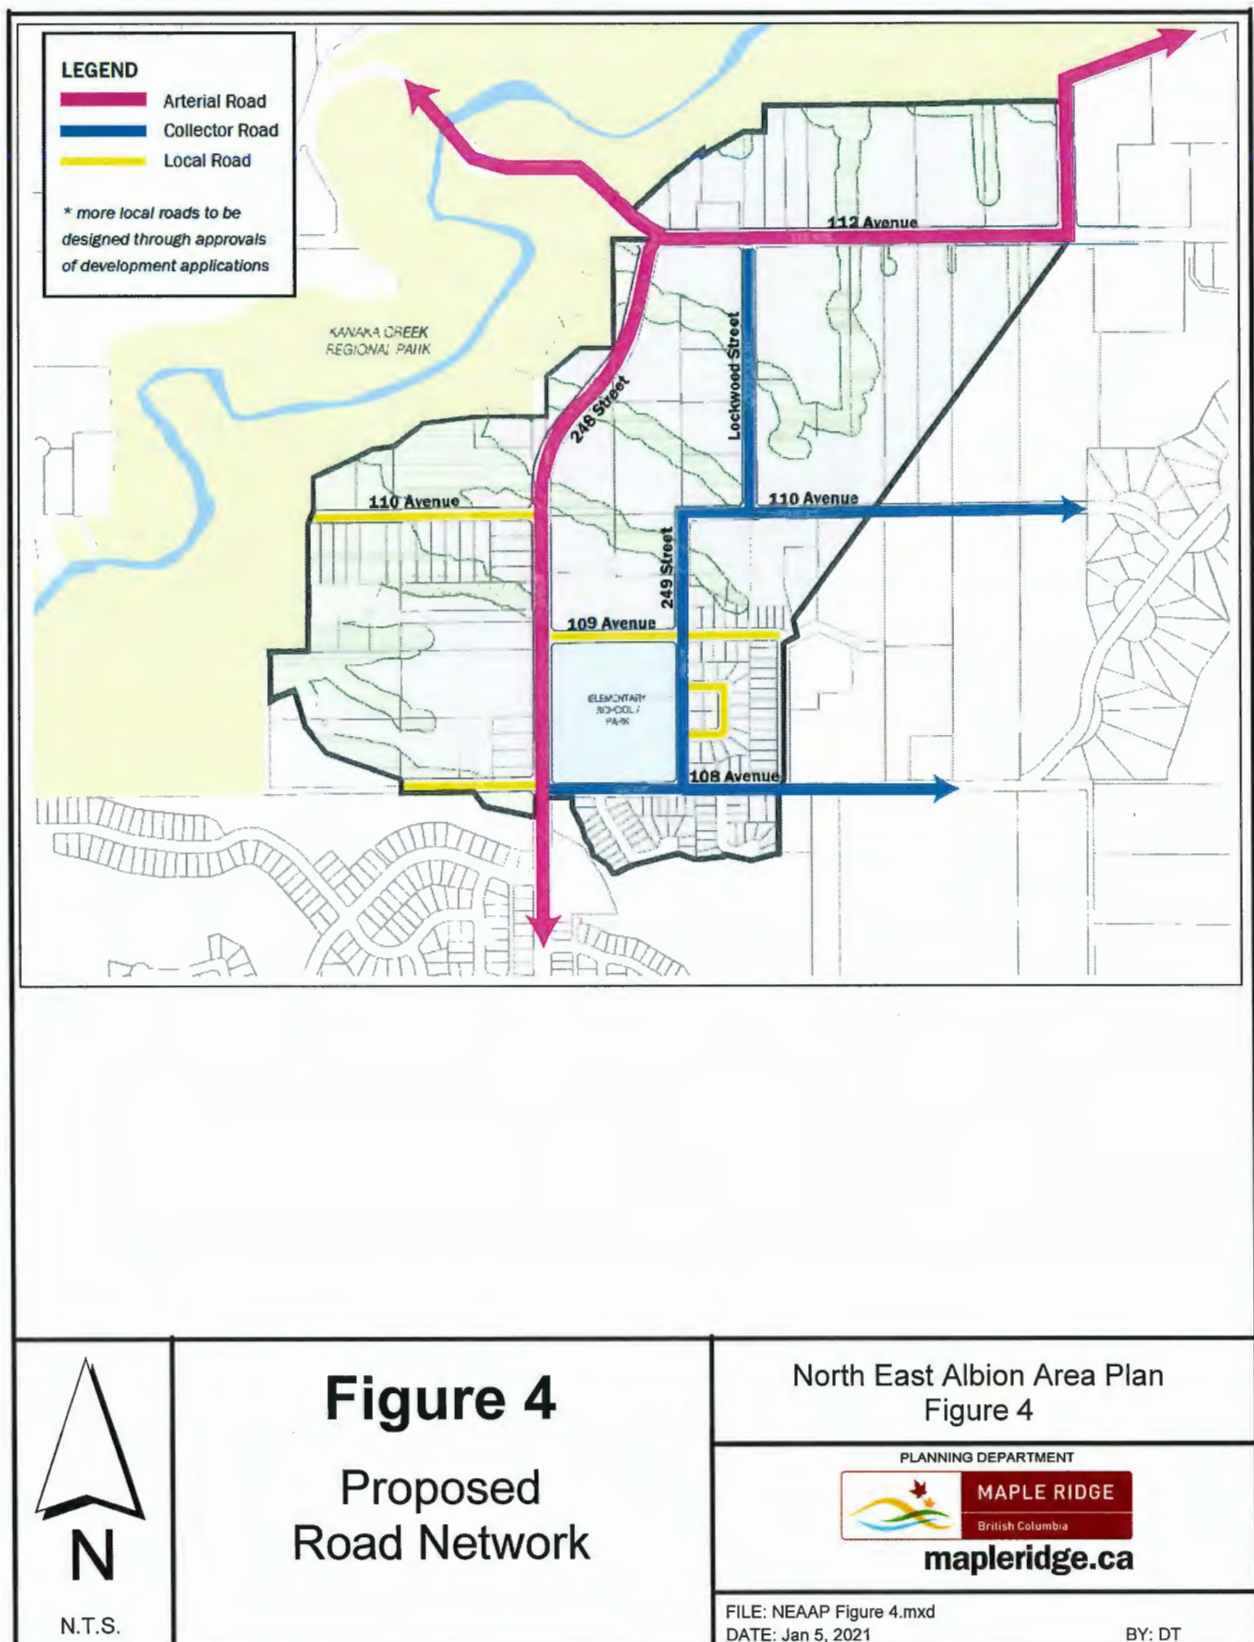 LEGEND
Arterial Road
Collector Road
Local Road
* more local roads to be
designed through approvals
of development applications
KANAKA CREEK
REGIONAL PARK
112 Avenue
248 Street
Lockwood Street
110 Avenue
110 Avenue
249 Street
109 Avenue
ELEMENTARY
SCHOOL /
PARK
108 Avenue
N
N.T.S.
Figure 4
Proposed
Road Network
North East Albion Area Plan
Figure 4
PLANNING DEPARTMENT
MAPLE RIDGE
British Columbia
mapleridge.ca
FILE: NEAAP Figure 4.mxd
DATE: Jan 5, 2021
BY: DT